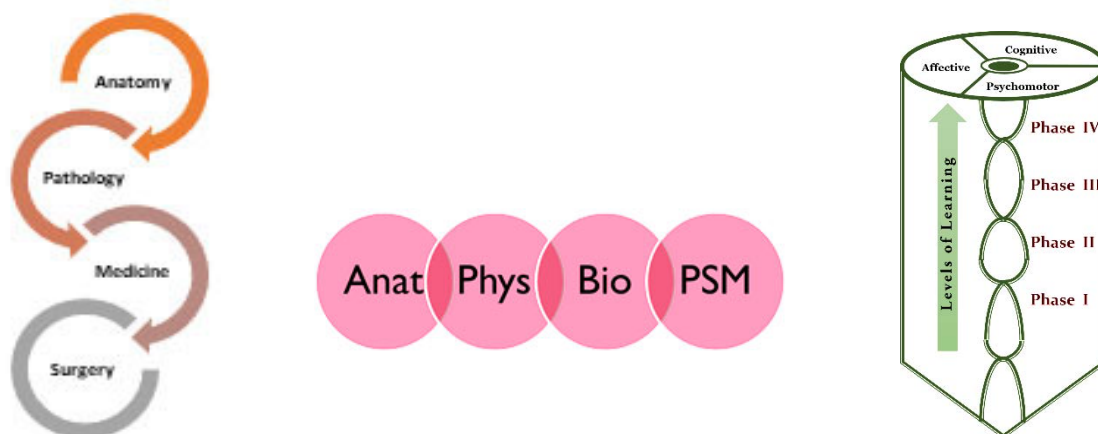 Anatomy
Pathology
Medicine
Surgery
Anat Phys Bio PSM
Cognitive
Affective
Psychomotor
Levels of Learning
Phase IV
Phase III
Phase II
Phase I